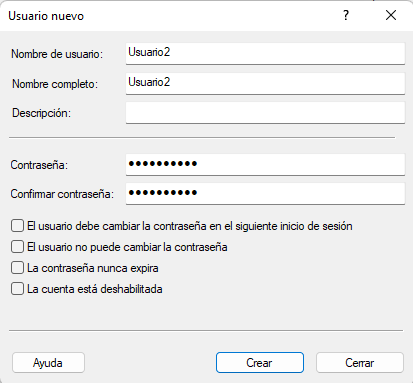 Usuario nuevo ? ✕
Nombre de usuario: Usuario2
Nombre completo: Usuario2
Descripción:
Contraseña: ●●●●●●●●●●
Confirmar contraseña: ●●●●●●●●●●
El usuario debe cambiar la contraseña en el siguiente inicio de sesión
El usuario no puede cambiar la contraseña
La contraseña nunca expira
La cuenta está deshabilitada
Ayuda Crear Cerrar